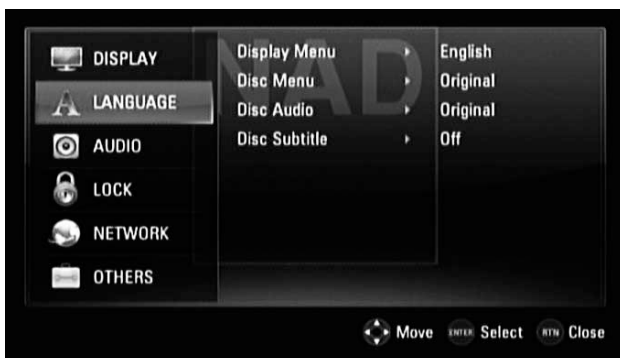 NAD
DISPLAY
LANGUAGE
AUDIO
LOCK
NETWORK
OTHERS
Display Menu English
Disc Menu Original
Disc Audio Original
Disc Subtitle Off
Move ENTER Select RTN Close